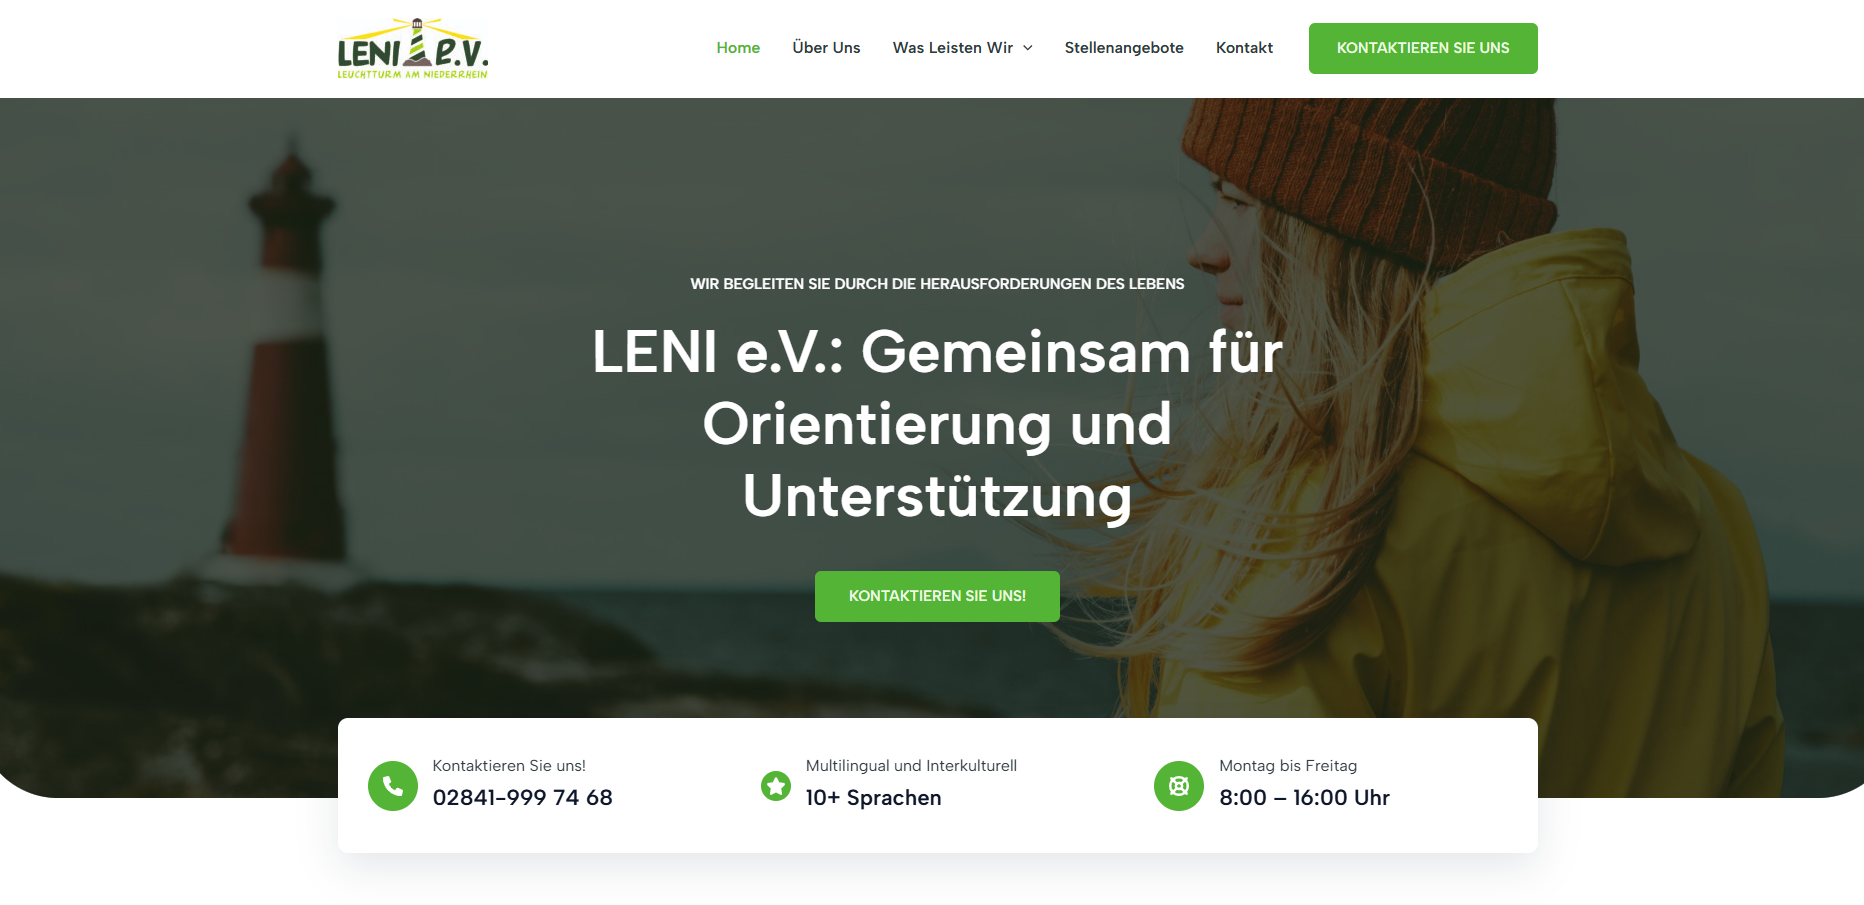 LENI e.V.
LEUCHTTURM AM NIEDERRHEIN
Home
Über Uns
Was Leisten Wir
Stellenangebote
Kontakt
KONTAKTIEREN SIE UNS
WIR BEGLEITEN SIE DURCH DIE HERAUSFORDERUNGEN DES LEBENS
LENI e.V.: Gemeinsam für
Orientierung und
Unterstützung
KONTAKTIEREN SIE UNS!
Kontaktieren Sie uns!
02841-999 74 68
Multilingual und Interkulturell
10+ Sprachen
Montag bis Freitag
8:00 – 16:00 Uhr